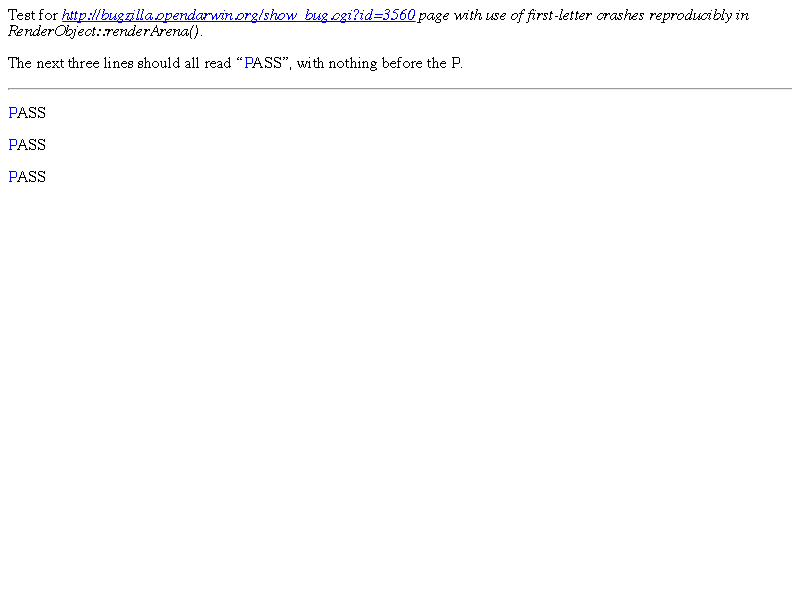 Test for http://bugzilla.opendarwin.org/show_bug.cgi?id=3560 page with use of first-letter crashes reproducibly in
RenderObject::renderArena().
The next three lines should all read “PASS”, with nothing before the P.
PASS
PASS
PASS